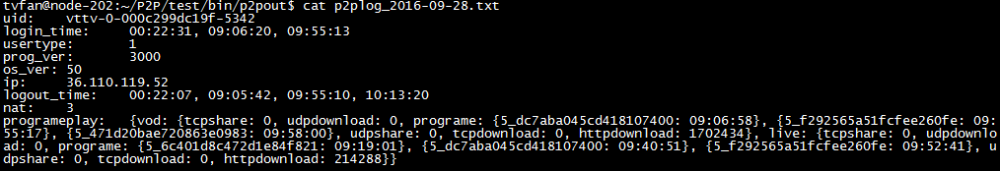 tvfan@node-202:~/P2P/test/bin/p2pout$ cat p2plog_2016-09-28.txt
uid:    vttv-0-000c299dc19f-5342
login_time:     00:22:31, 09:06:20, 09:55:13
usertype:       1
prog_ver:       3000
os_ver: 50
ip:     36.110.119.52
logout_time:    00:22:07, 09:05:42, 09:55:10, 10:13:20
nat:    3
programeplay:   {vod: {tcpshare: 0, udpdownload: 0, programe: {5_dc7aba045cd418107400: 09:06:58}, {5_f292565a51fcfee260fe: 09:
55:17}, {5_471d20bae720863e0983: 09:58:00}, udpshare: 0, tcpdownload: 0, httpdownload: 1702434}, live: {tcpshare: 0, udpdownlo
ad: 0, programe: {5_6c401d8c472d1e84f821: 09:19:01}, {5_dc7aba045cd418107400: 09:40:51}, {5_f292565a51fcfee260fe: 09:52:41}, u
dpshare: 0, tcpdownload: 0, httpdownload: 214288}}